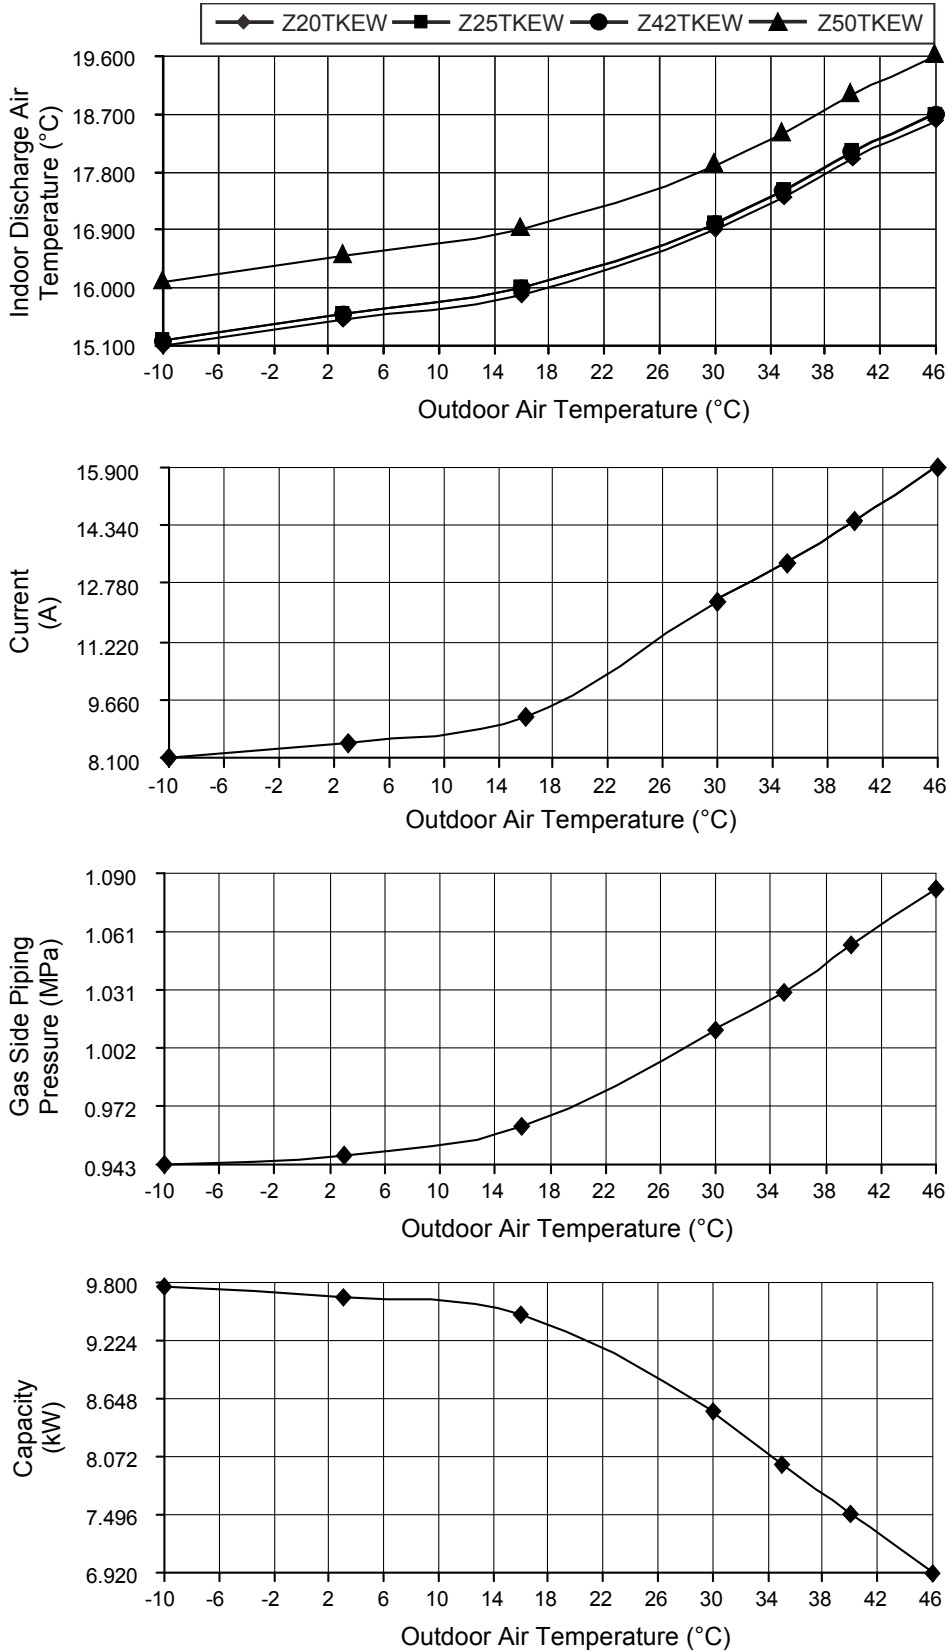 Z20TKEW Z25TKEW Z42TKEW Z50TKEW
Indoor Discharge Air
Temperature (°C)
19.600
18.700
17.800
16.900
16.000
15.100
-10 -6 -2 2 6 10 14 18 22 26 30 34 38 42 46
Outdoor Air Temperature (°C)
Current
(A)
15.900
14.340
12.780
11.220
9.660
8.100
-10 -6 -2 2 6 10 14 18 22 26 30 34 38 42 46
Outdoor Air Temperature (°C)
Gas Side Piping
Pressure (MPa)
1.090
1.061
1.031
1.002
0.972
0.943
-10 -6 -2 2 6 10 14 18 22 26 30 34 38 42 46
Outdoor Air Temperature (°C)
Capacity
(kW)
9.800
9.224
8.648
8.072
7.496
6.920
-10 -6 -2 2 6 10 14 18 22 26 30 34 38 42 46
Outdoor Air Temperature (°C)